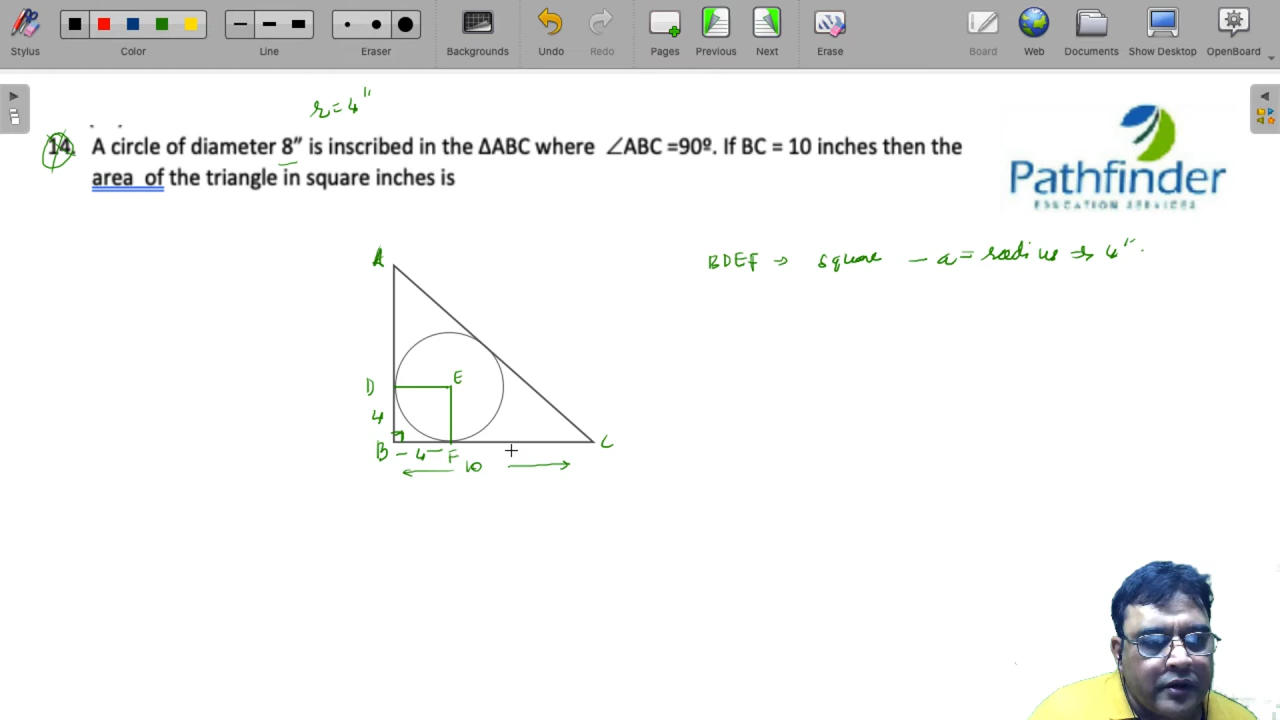 Stylus
Color
Line
Eraser
Backgrounds
Undo
Redo
Pages
Previous
Next
Erase
Board
Web
Documents
Show Desktop
OpenBoard
r = 4"
14. A circle of diameter 8” is inscribed in the ΔABC where ∠ABC =90º. If BC = 10 inches then the
area of the triangle in square inches is
Pathfinder
EDUCATION SERVICES
A
BDEF → square – a = radius → 4".
D
E
4
B – 4 – F
C
10